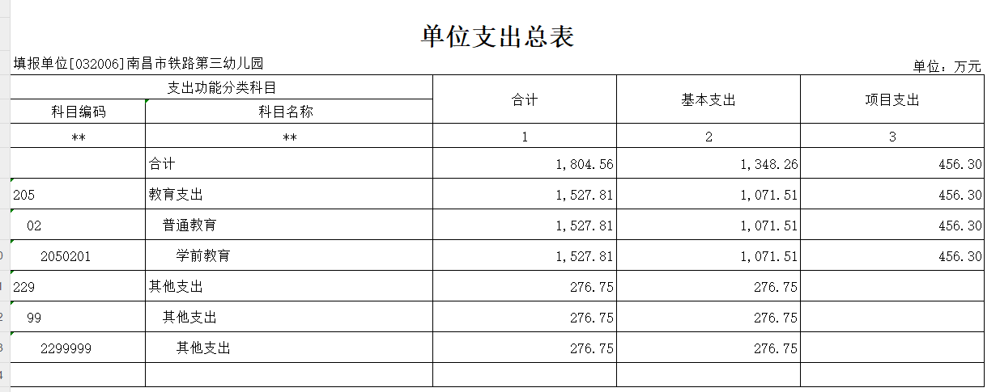 单位支出总表
填报单位[032006]南昌市铁路第三幼儿园 单位：万元
支出功能分类科目 合计 基本支出 项目支出
科目编码 科目名称
** ** 1 2 3
合计 1,804.56 1,348.26 456.30
205 教育支出 1,527.81 1,071.51 456.30
02 普通教育 1,527.81 1,071.51 456.30
2050201 学前教育 1,527.81 1,071.51 456.30
229 其他支出 276.75 276.75
99 其他支出 276.75 276.75
2299999 其他支出 276.75 276.75